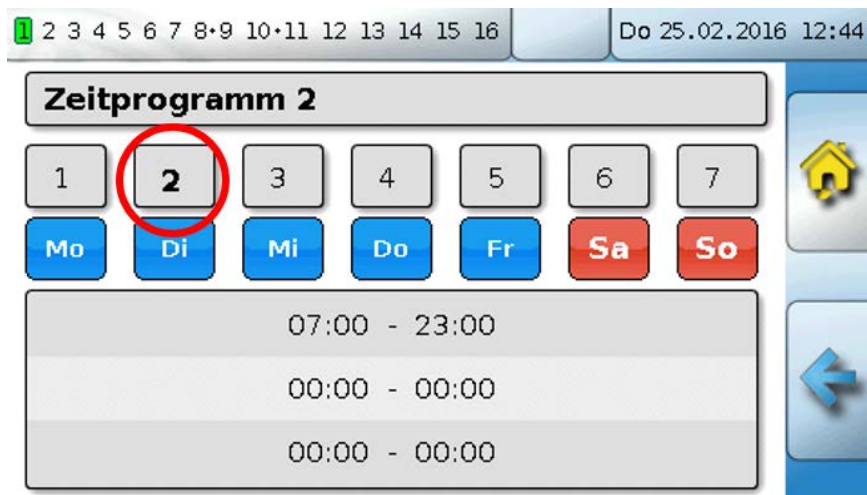 1 2 3 4 5 6 7 8·9 10·11 12 13 14 15 16 Do 25.02.2016 12:44
Zeitprogramm 2
1 2 3 4 5 6 7
Mo Di Mi Do Fr Sa So
07:00 - 23:00
00:00 - 00:00
00:00 - 00:00